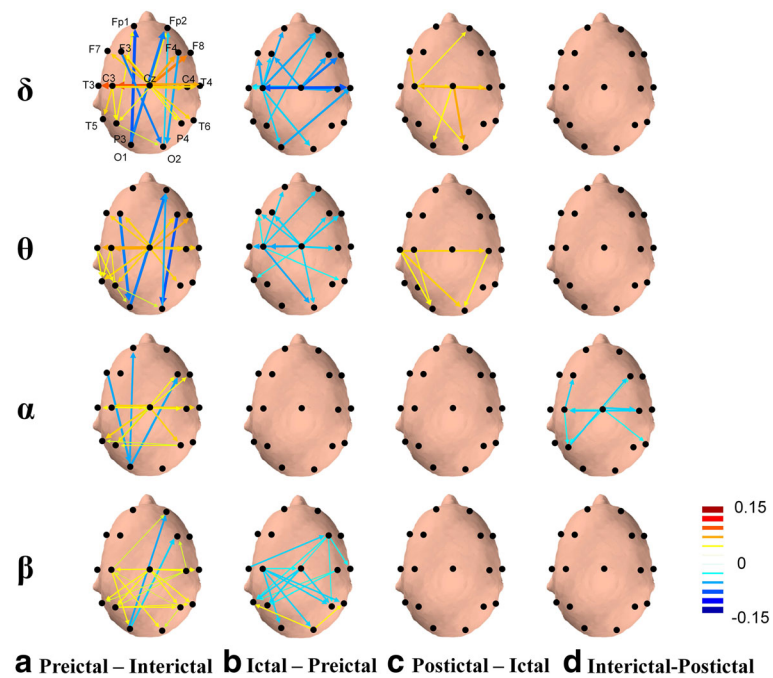 Fp1 Fp2
F7 F3 F4 F8
δ T3 C3 Cz C4 T4
T5 P3 P4 T6
O1 O2
θ
α
β
0.15
0
-0.15
a Preictal – Interictal b Ictal – Preictal c Postictal – Ictal d Interictal-Postictal